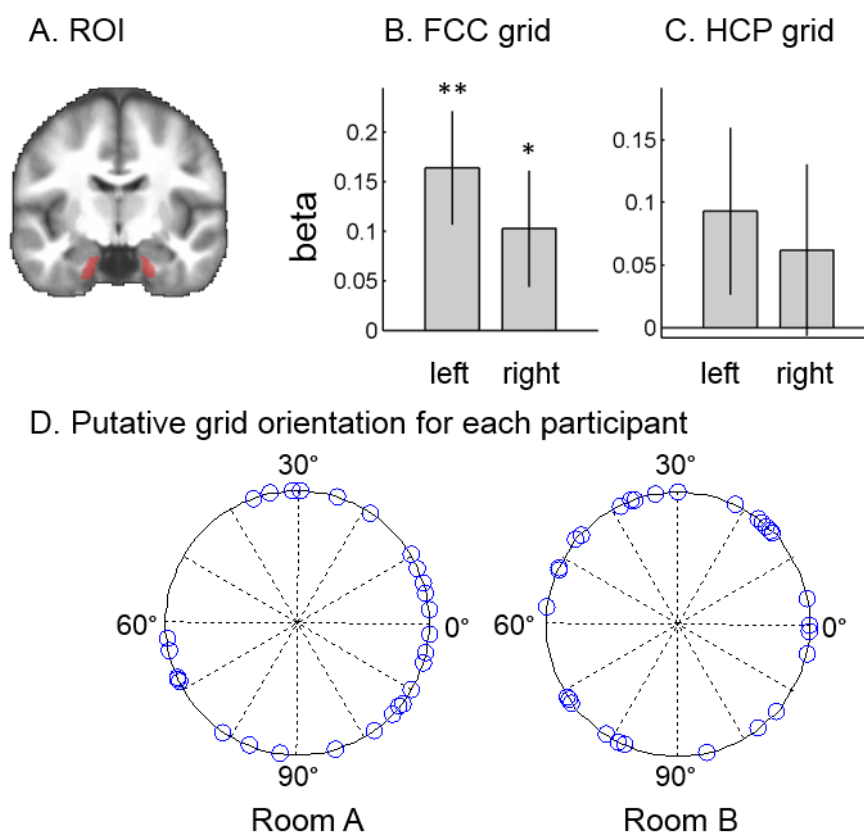 A. ROI
B. FCC grid
C. HCP grid
**
*
beta
0.2
0.15
0.1
0.05
0
left
right
0.15
0.1
0.05
0
left
right
D. Putative grid orientation for each participant
30°
60°
0°
90°
Room A
30°
60°
0°
90°
Room B